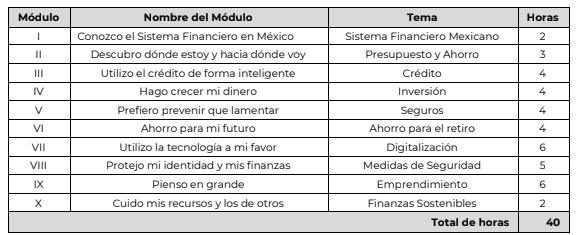 Módulo Nombre del Módulo Tema Horas
I Conozco el Sistema Financiero en México Sistema Financiero Mexicano 2
II Descubro dónde estoy y hacia dónde voy Presupuesto y Ahorro 3
III Utilizo el crédito de forma inteligente Crédito 4
IV Hago crecer mi dinero Inversión 4
V Prefiero prevenir que lamentar Seguros 4
VI Ahorro para mi futuro Ahorro para el retiro 4
VII Utilizo la tecnología a mi favor Digitalización 6
VIII Protejo mi identidad y mis finanzas Medidas de Seguridad 5
IX Pienso en grande Emprendimiento 6
X Cuido mis recursos y los de otros Finanzas Sostenibles 2
Total de horas 40